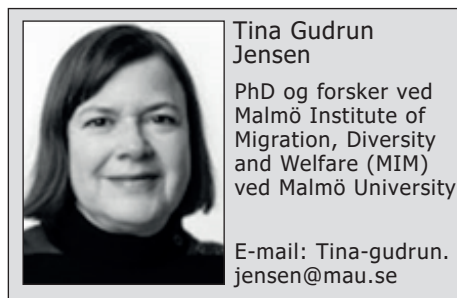 Tina Gudrun
Jensen
PhD og forsker ved
Malmö Institute of
Migration, Diversity
and Welfare (MIM)
ved Malmö University
E-mail: Tina-gudrun.
jensen@mau.se